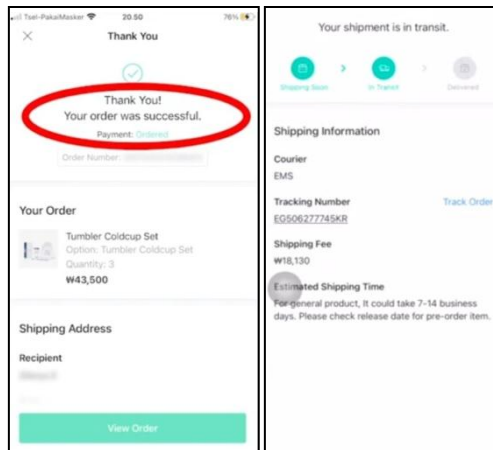 Tsel-PakaiMasker
20.50
76%
Thank You
Thank You!
Your order was successful.
Payment: Ordered
Order Number:
Your Order
Tumbler Coldcup Set
Option: Tumbler Coldcup Set
Quantity: 3
₩43,500
Shipping Address
Recipient
View Order
Your shipment is in transit.
Shipping Soon
In Transit
Delivered
Shipping Information
Courier
EMS
Tracking Number
Track Order
EG506277745KR
Shipping Fee
₩18,130
Estimated Shipping Time
For general product, It could take 7-14 business
days. Please check release date for pre-order item.